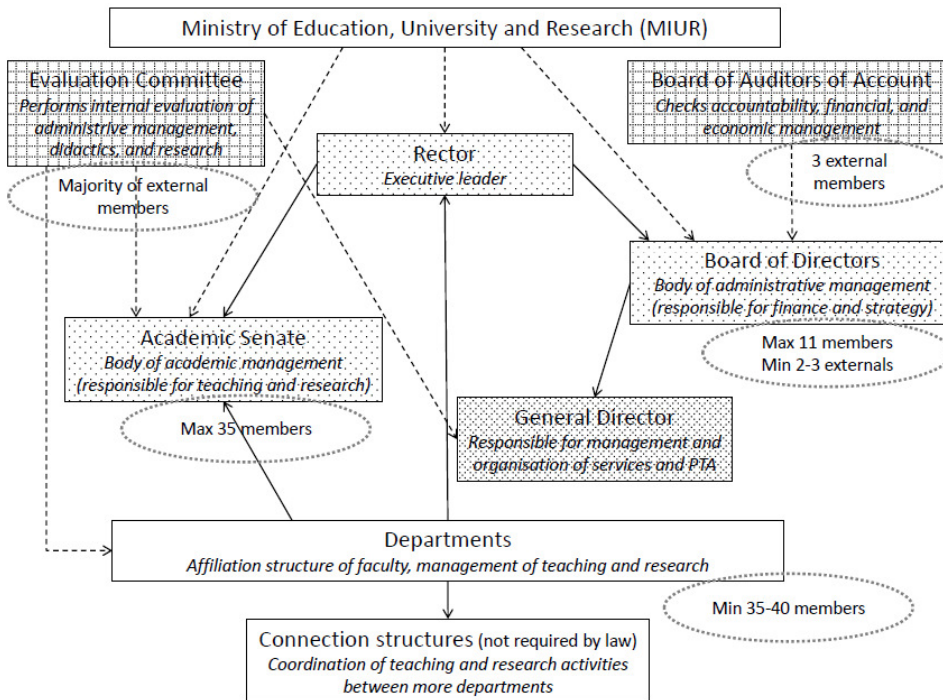 Ministry of Education, University and Research (MIUR)
Evaluation Committee
Performs internal evaluation of
administrive management,
didactics, and research
Majority of external
members
Board of Auditors of Account
Checks accountability, financial, and
economic management
3 external
members
Rector
Executive leader
Board of Directors
Body of administrative management
(responsible for finance and strategy)
Max 11 members
Min 2-3 externals
Academic Senate
Body of academic management
(responsible for teaching and research)
Max 35 members
General Director
Responsible for management and
organisation of services and PTA
Departments
Affiliation structure of faculty, management of teaching and research
Min 35-40 members
Connection structures (not required by law)
Coordination of teaching and research activities
between more departments